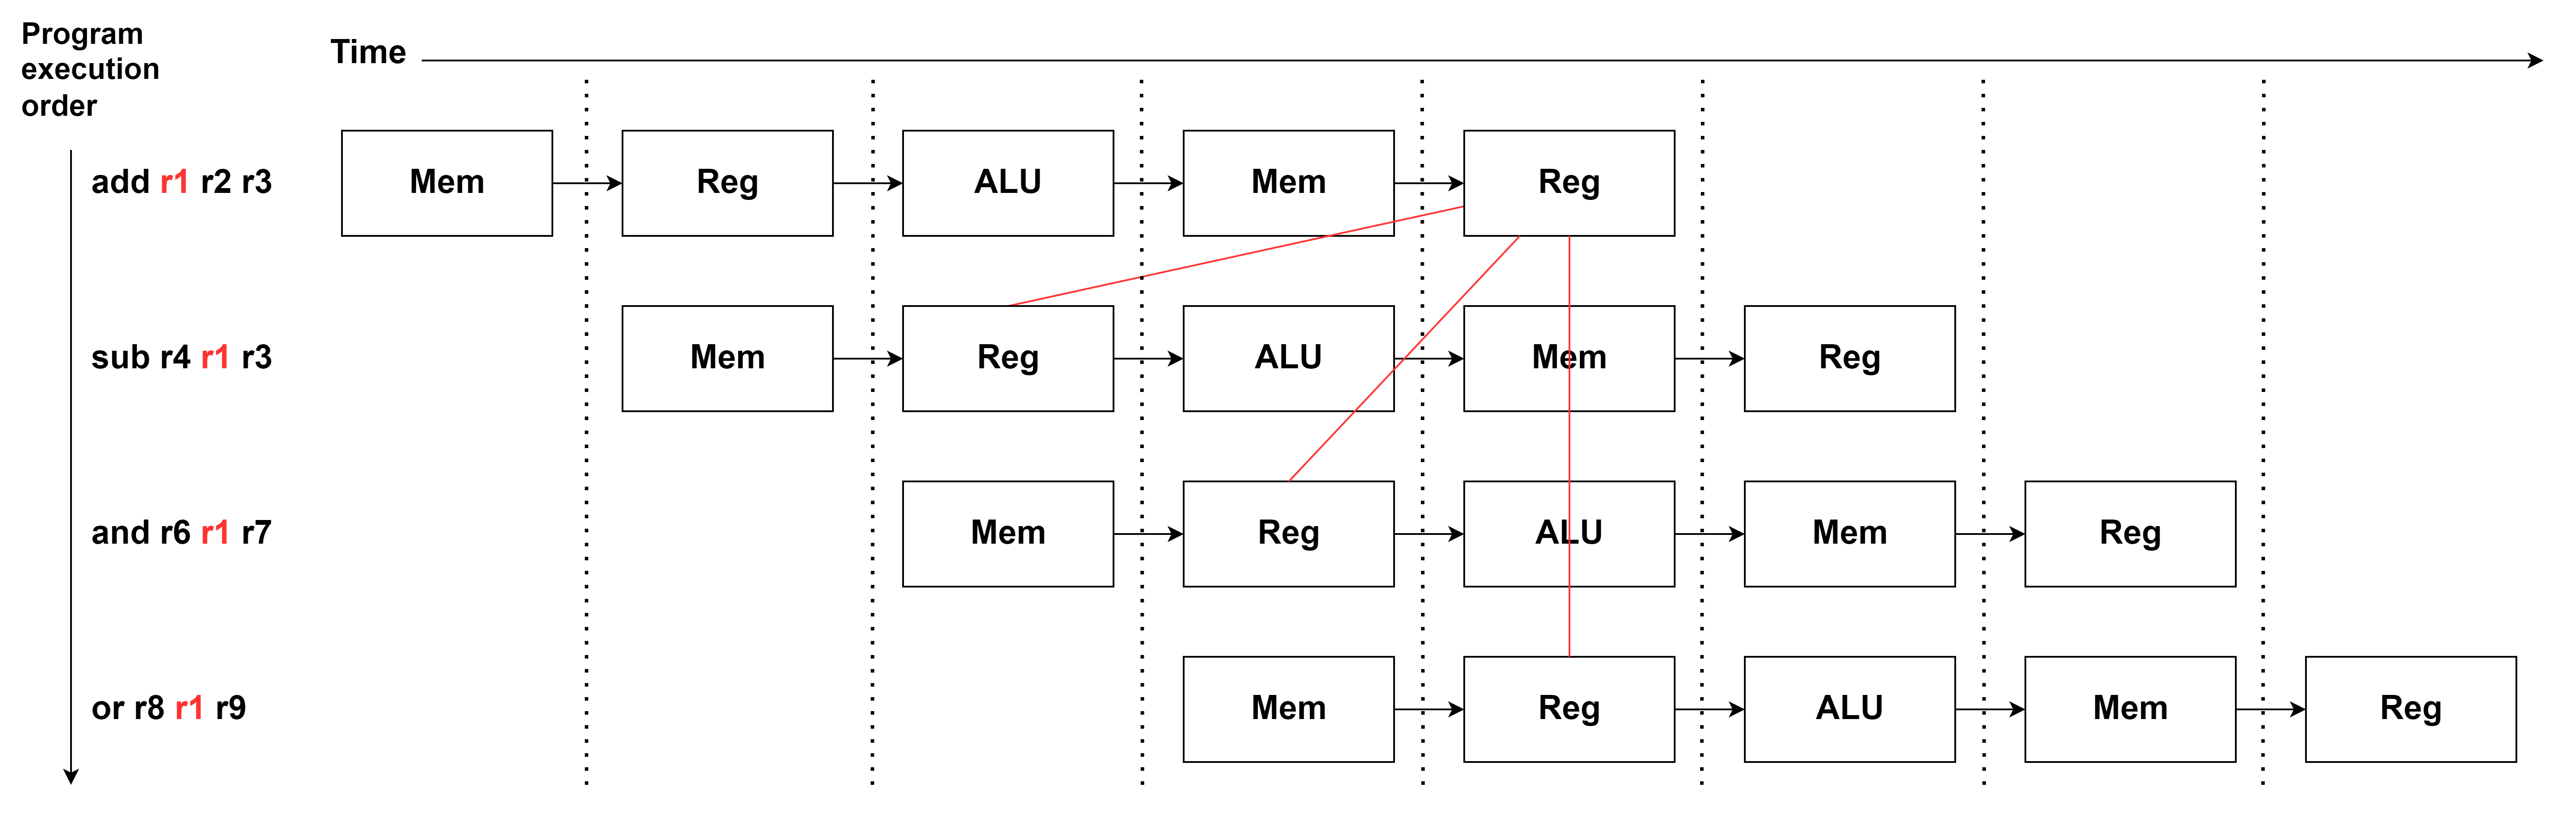 Program
execution
order
Time
add r1 r2 r3
Mem
Reg
ALU
Mem
Reg
sub r4 r1 r3
Mem
Reg
ALU
Mem
Reg
and r6 r1 r7
Mem
Reg
ALU
Mem
Reg
or r8 r1 r9
Mem
Reg
ALU
Mem
Reg